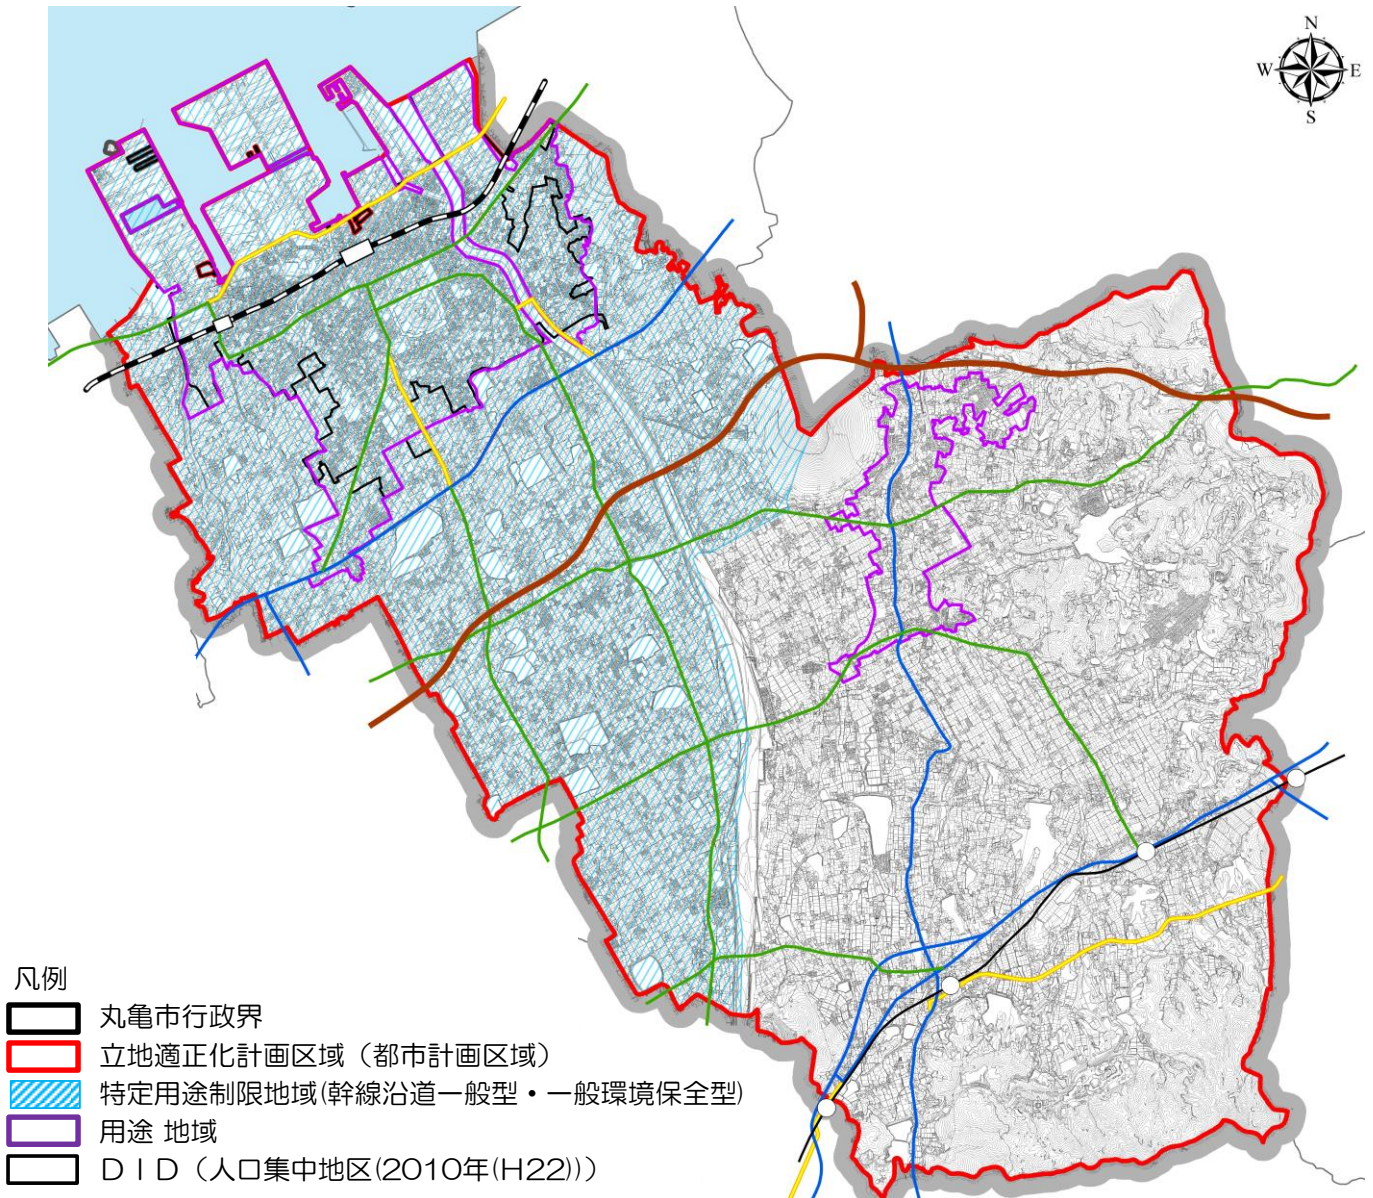 N
W E
S
凡例
丸亀市行政界
立地適正化計画区域（都市計画区域）
特定用途制限地域(幹線沿道一般型・一般環境保全型)
用途 地域
ＤＩＤ（人口集中地区(2010年(H22))）